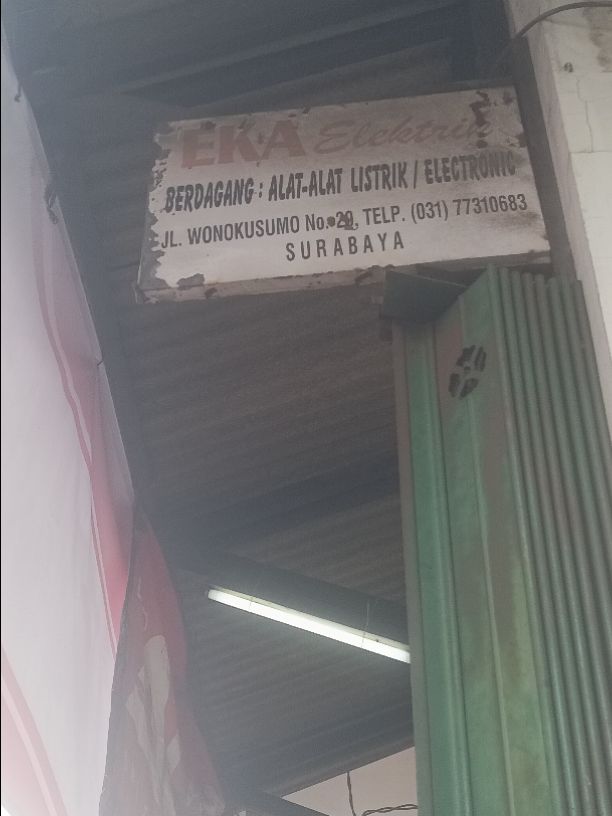 EKA Elektrik
BERDAGANG : ALAT-ALAT LISTRIK / ELECTRONIC
JL. WONOKUSUMO No. 20, TELP. (031) 77310683
SURABAYA